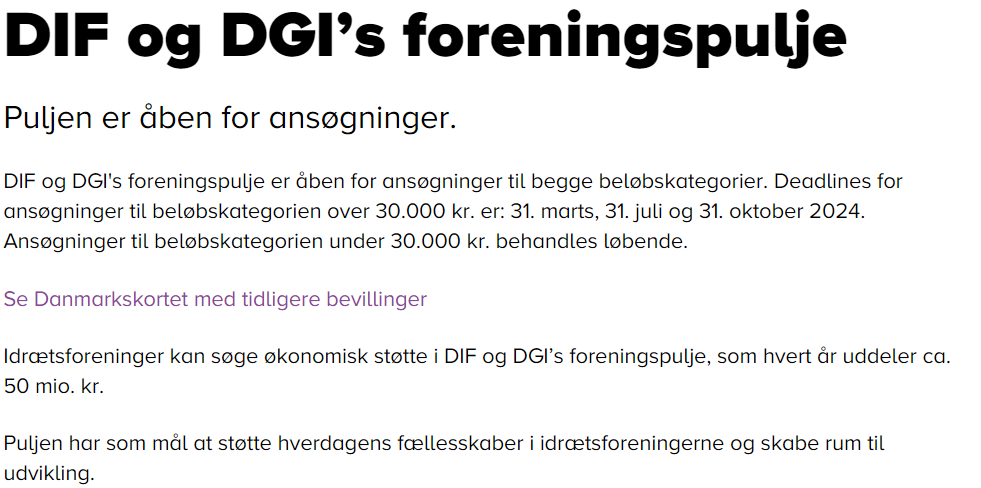 DIF og DGI’s foreningspulje
Puljen er åben for ansøgninger.
DIF og DGI's foreningspulje er åben for ansøgninger til begge beløbskategorier. Deadlines for
ansøgninger til beløbskategorien over 30.000 kr. er: 31. marts, 31. juli og 31. oktober 2024.
Ansøgninger til beløbskategorien under 30.000 kr. behandles løbende.
Se Danmarkskortet med tidligere bevillinger
Idrætsforeninger kan søge økonomisk støtte i DIF og DGI’s foreningspulje, som hvert år uddeler ca.
50 mio. kr.
Puljen har som mål at støtte hverdagens fællesskaber i idrætsforeningerne og skabe rum til
udvikling.